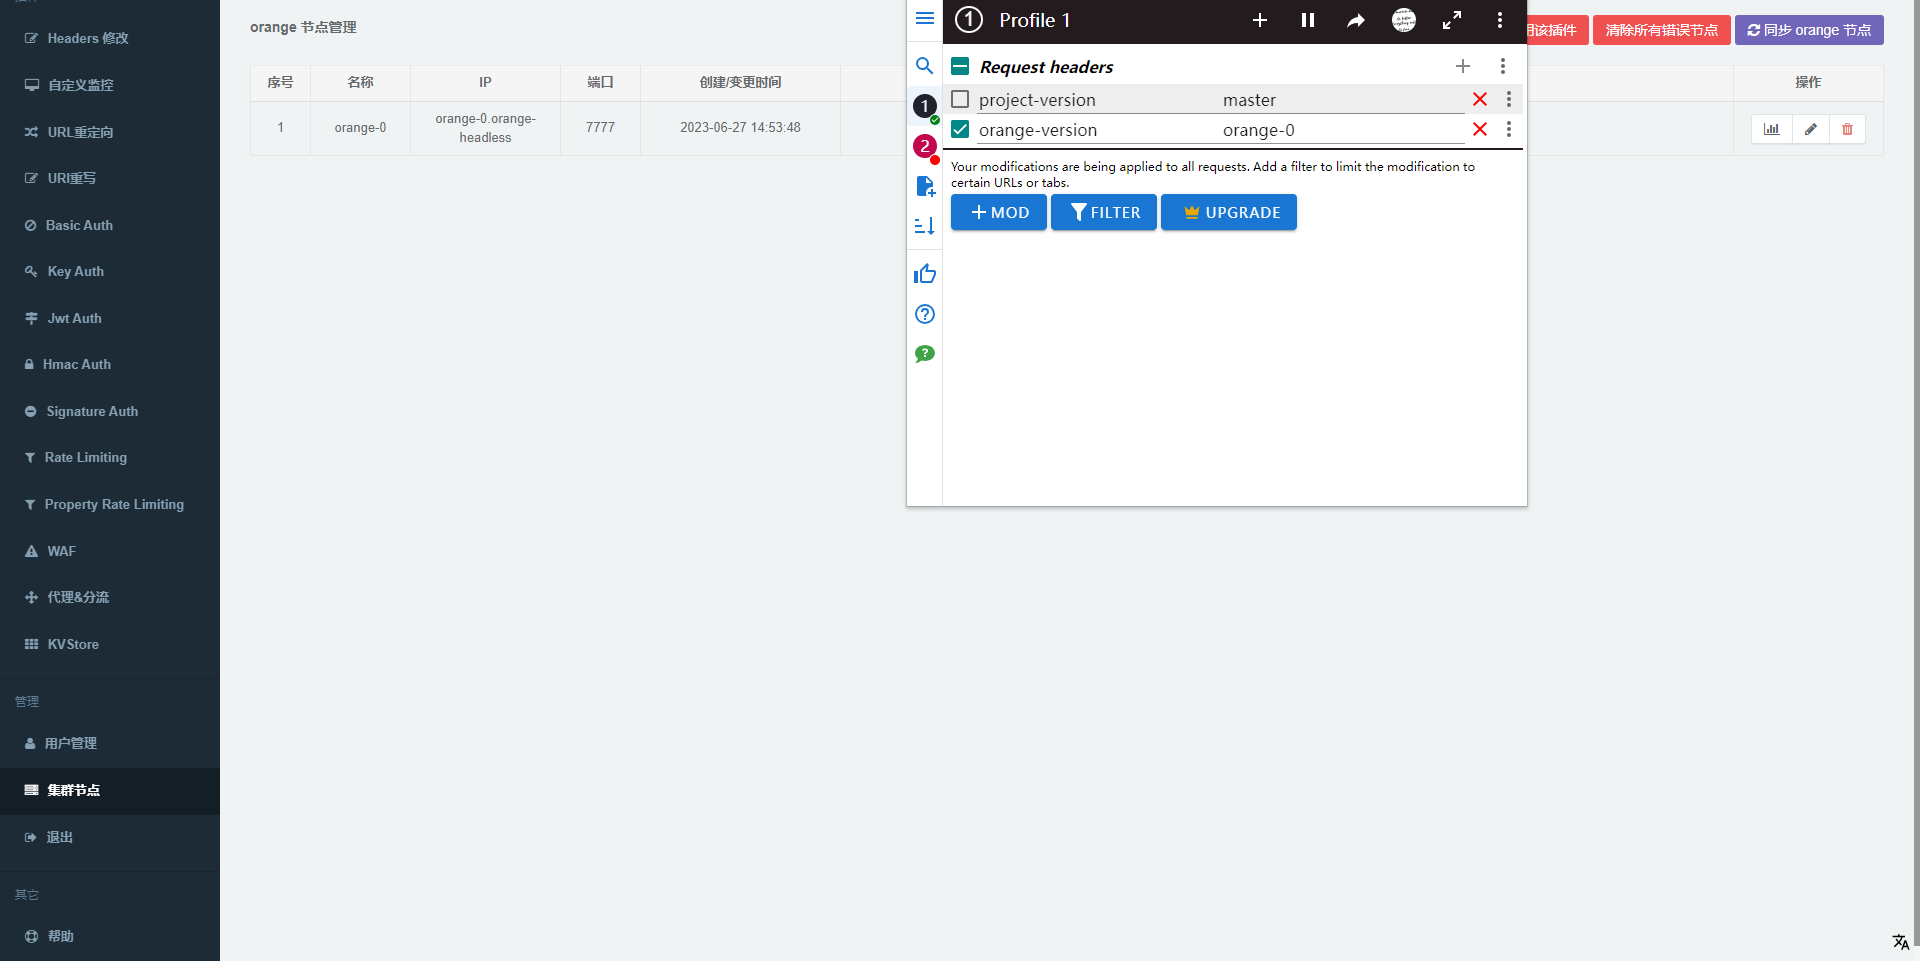 Headers 修改
自定义监控
URL重定向
URI重写
Basic Auth
Key Auth
Jwt Auth
Hmac Auth
Signature Auth
Rate Limiting
Property Rate Limiting
WAF
代理&分流
KVStore
管理
用户管理
集群节点
退出
其它
帮助
orange 节点管理
用该插件
清除所有错误节点
同步 orange 节点
序号 名称 IP 端口 创建/变更时间 操作
1 orange-0 orange-0.orange-headless 7777 2023-06-27 14:53:48
1 Profile 1
Request headers
1
2
project-version master
orange-version orange-0
Your modifications are being applied to all requests. Add a filter to limit the modification to
certain URLs or tabs.
MOD FILTER UPGRADE